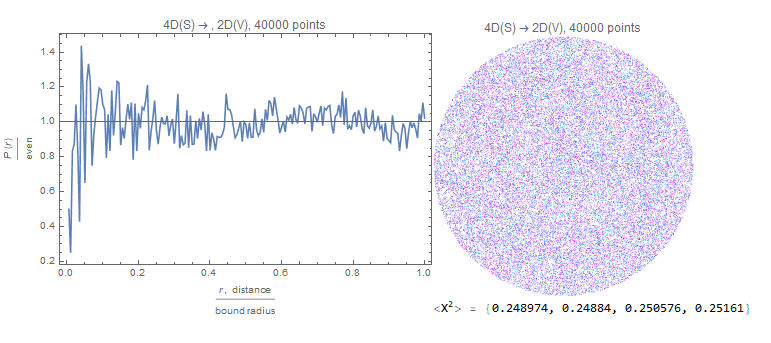 4D(S) → , 2D(V), 40000 points
1.4
1.2
1.0
0.8
0.6
0.4
0.2
P (r)
even
0.0 0.2 0.4 0.6 0.8 1.0
r, distance
bound radius
4D(S) → 2D(V), 40000 points
<X²> = {0.248974, 0.24884, 0.250576, 0.25161}